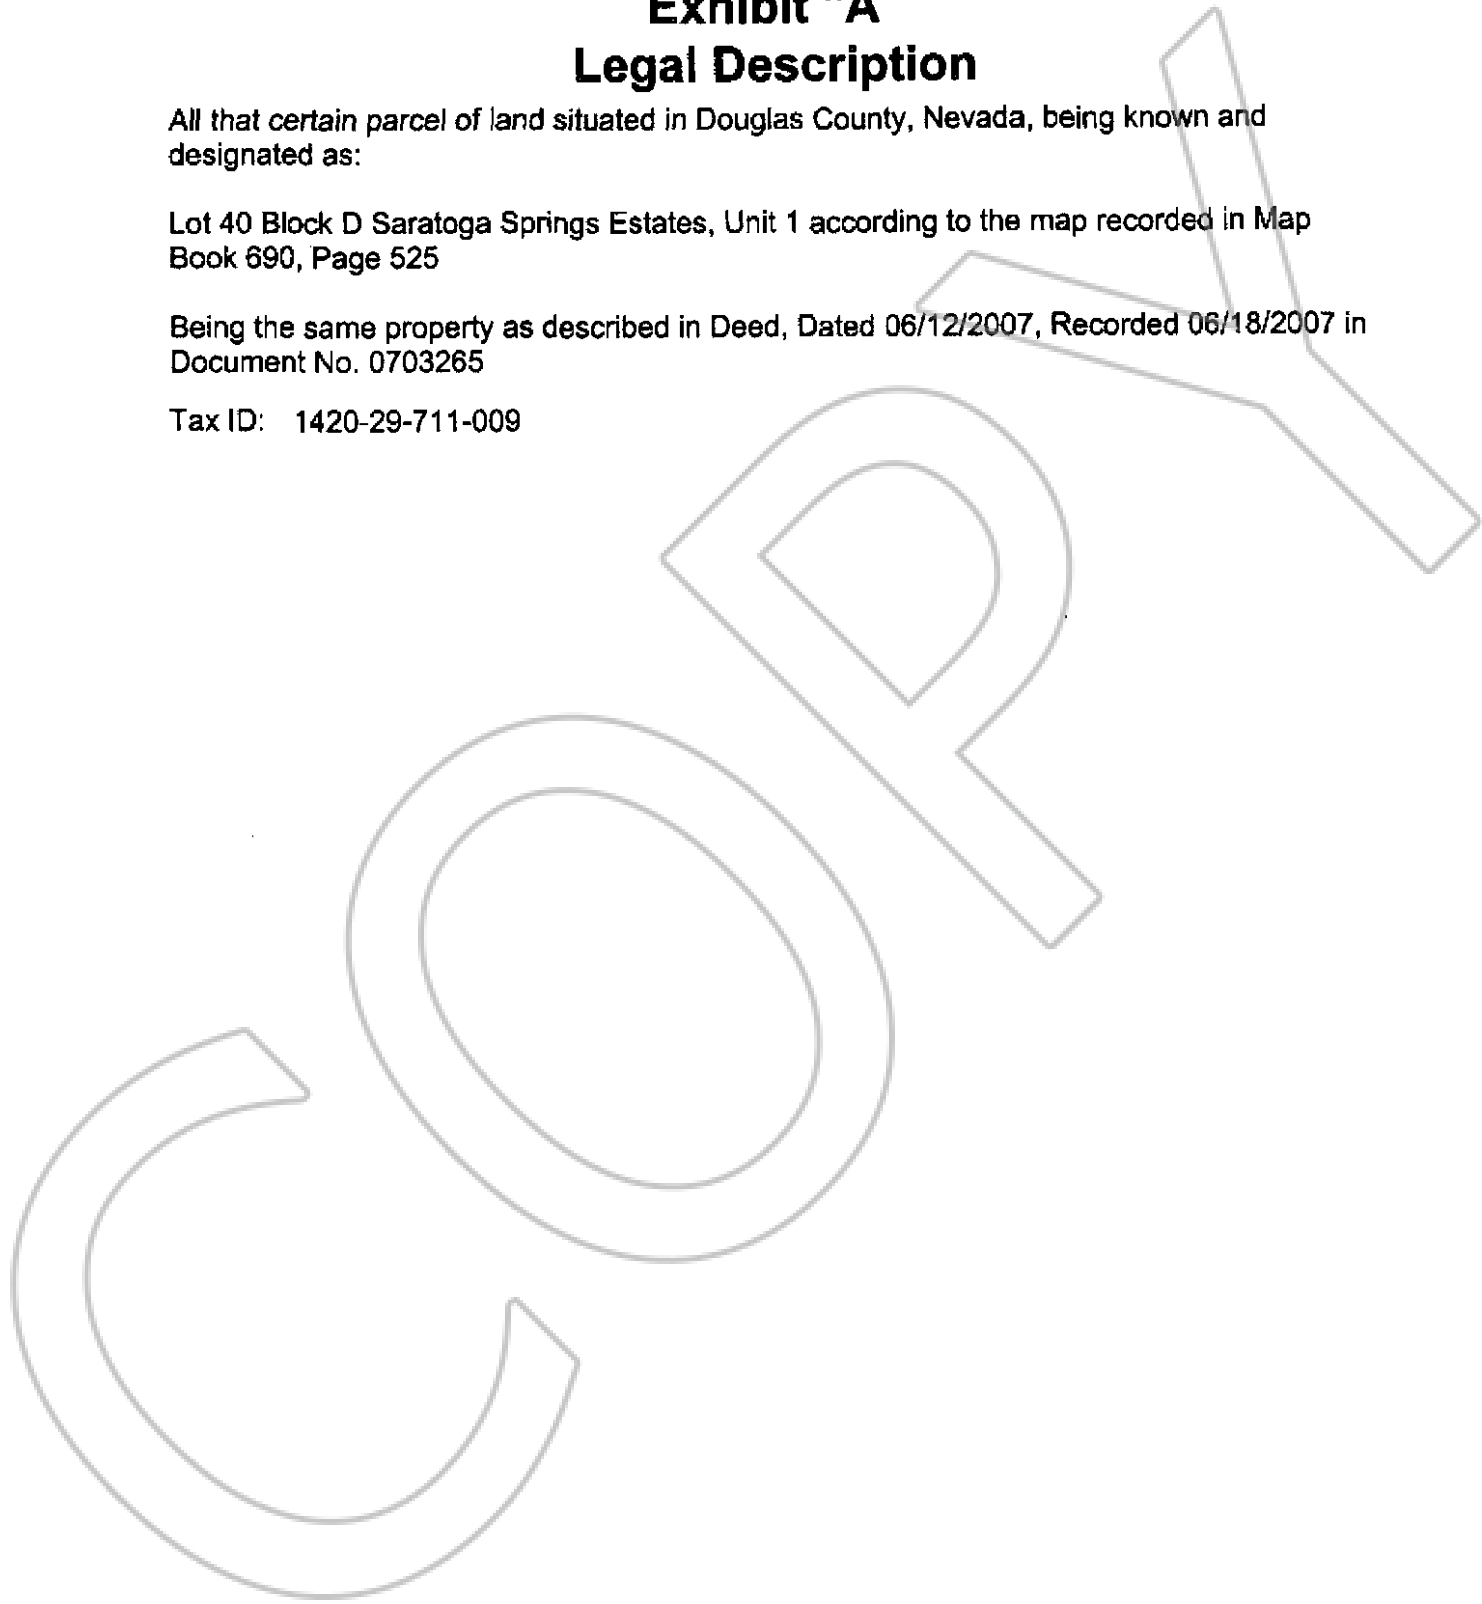 Exhibit "A
Legal Description
All that certain parcel of land situated in Douglas County, Nevada, being known and
designated as:
Lot 40 Block D Saratoga Springs Estates, Unit 1 according to the map recorded in Map
Book 690, Page 525
Being the same property as described in Deed, Dated 06/12/2007, Recorded 06/18/2007 in
Document No. 0703265
Tax ID: 1420-29-711-009
COPY